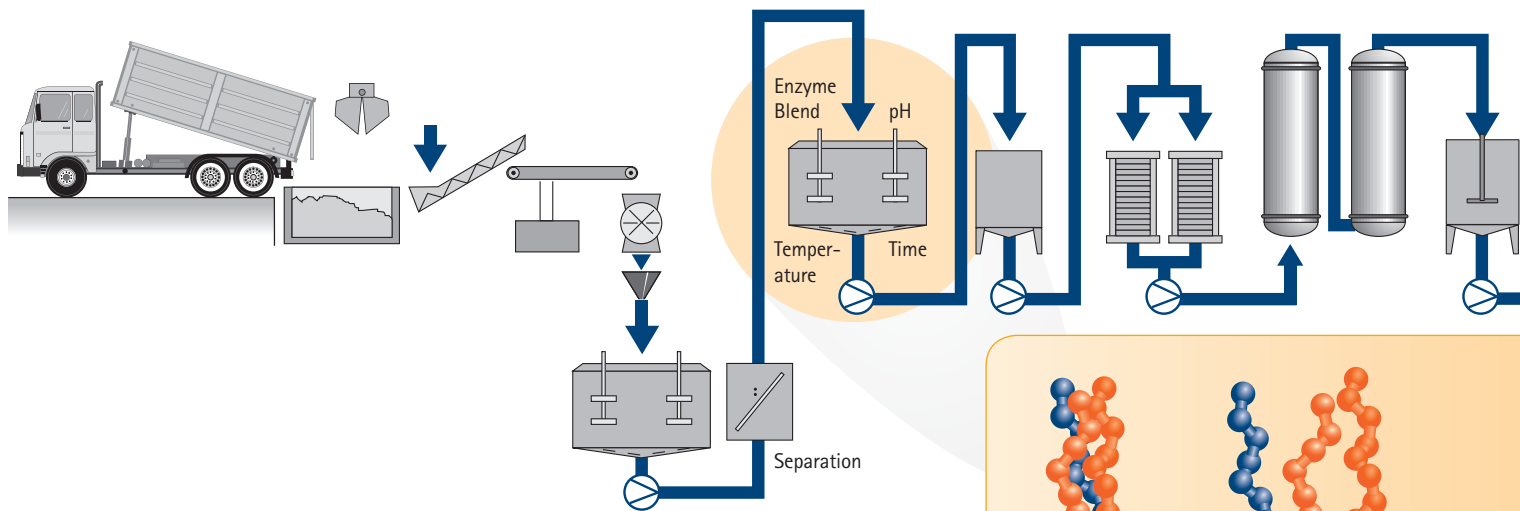 Enzyme
Blend
pH
Temper-
ature
Time
Separation